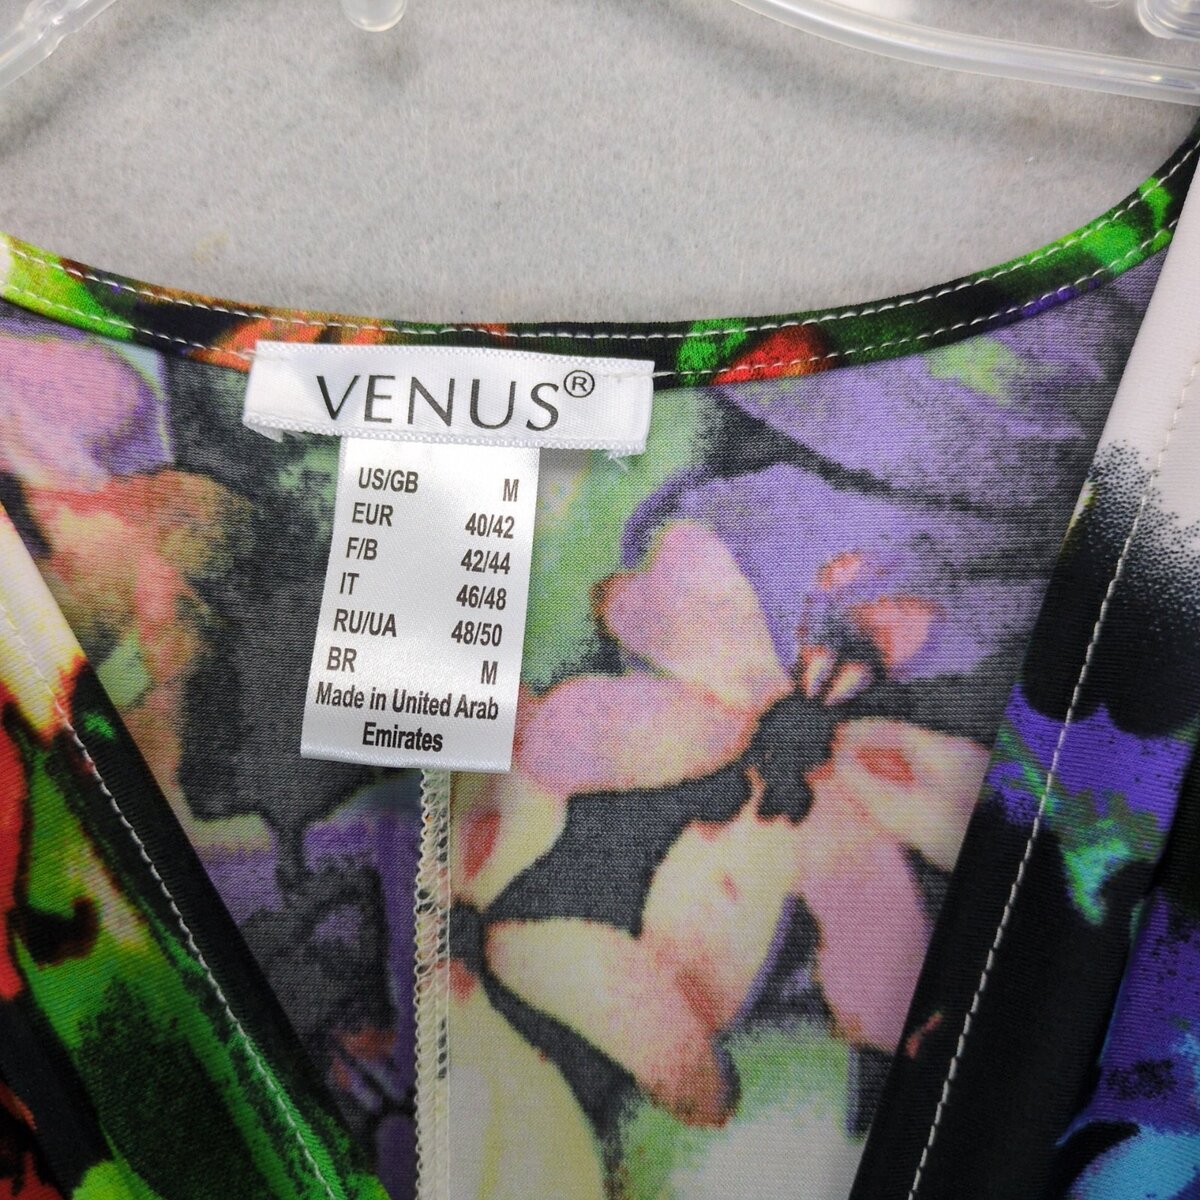 VENUS®
US/GB M
EUR 40/42
F/B 42/44
IT 46/48
RU/UA 48/50
BR M
Made in United Arab
Emirates